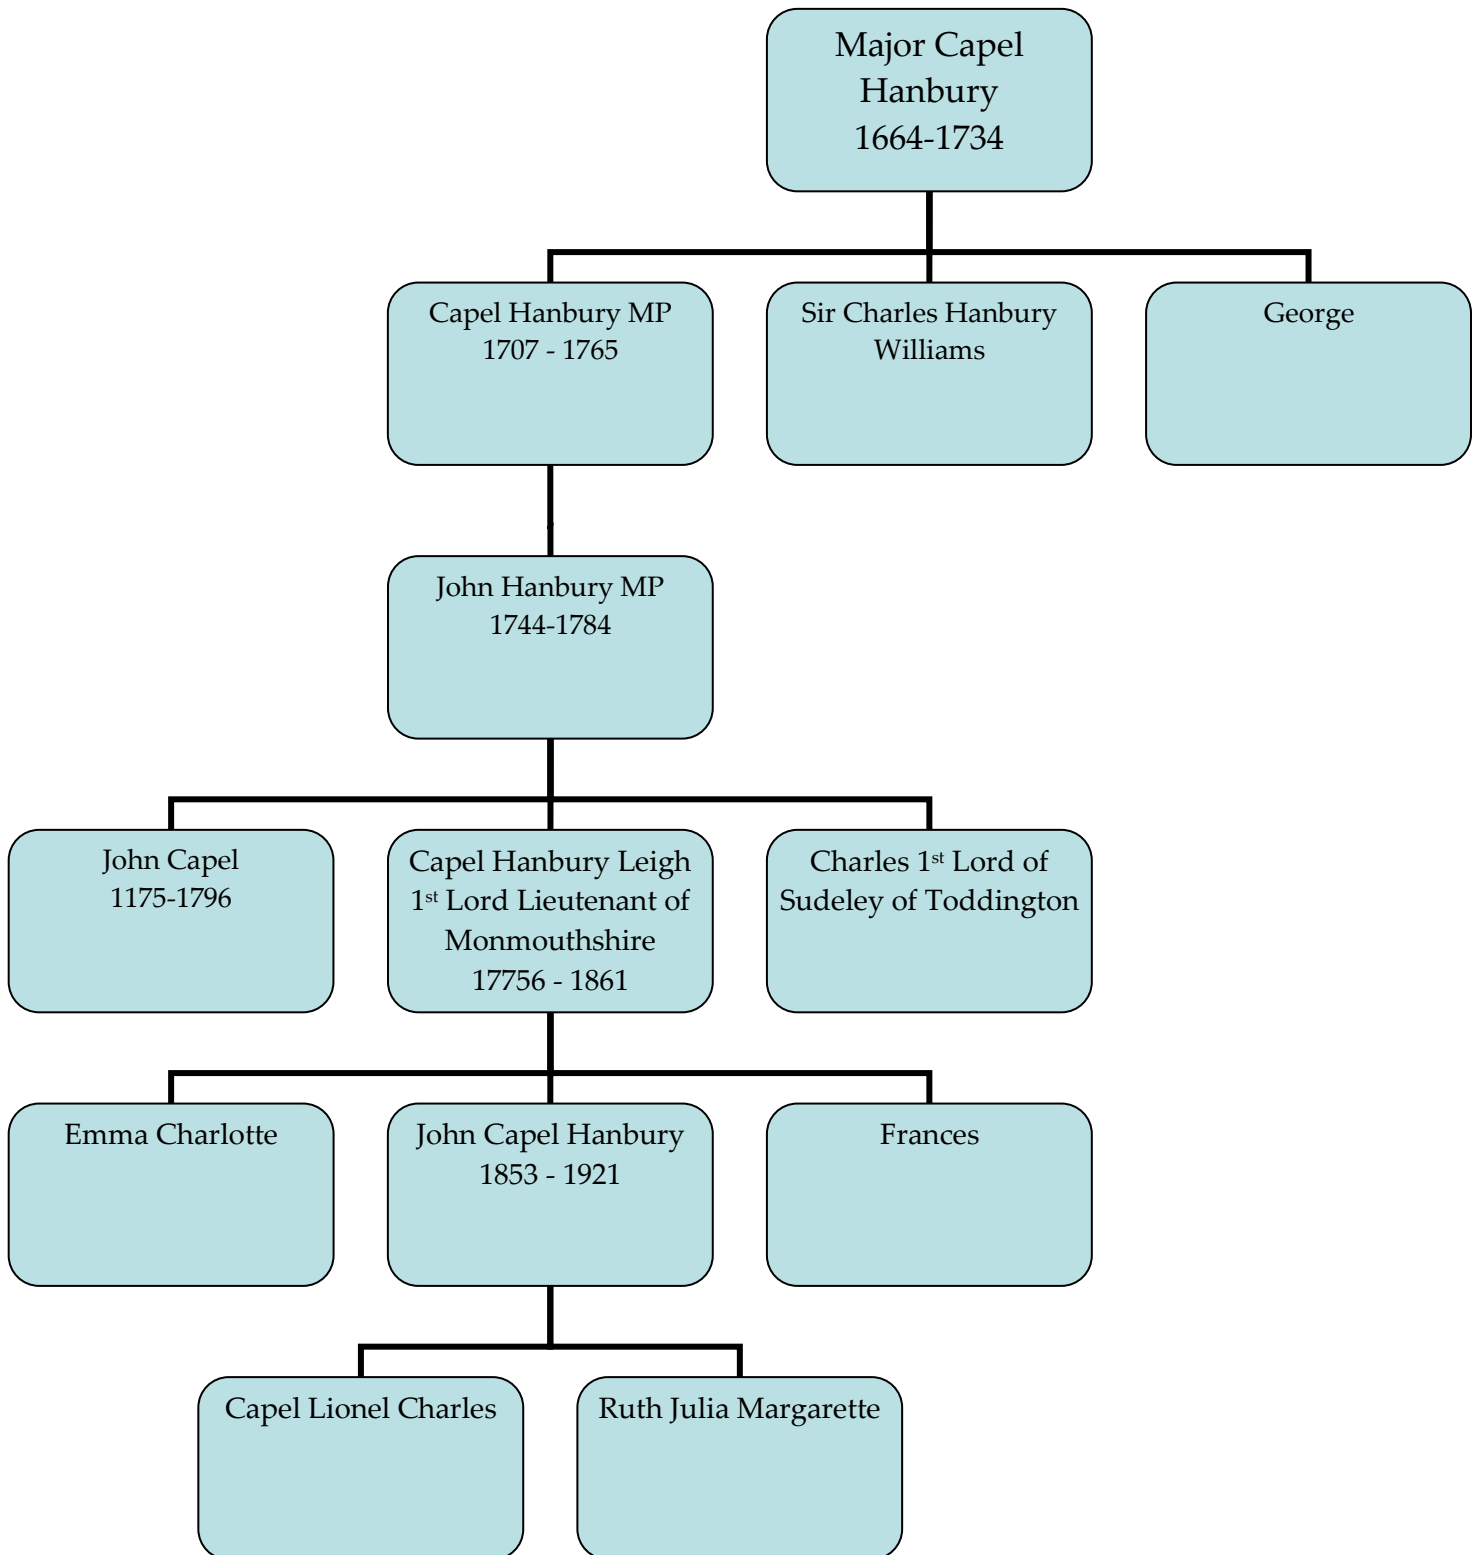 Major Capel
Hanbury
1664-1734
Capel Hanbury MP
1707 - 1765
Sir Charles Hanbury
Williams
George
John Hanbury MP
1744-1784
John Capel
1175-1796
Capel Hanbury Leigh
1st Lord Lieutenant of
Monmouthshire
17756 - 1861
Charles 1st Lord of
Sudeley of Toddington
Emma Charlotte
John Capel Hanbury
1853 - 1921
Frances
Capel Lionel Charles
Ruth Julia Margarette